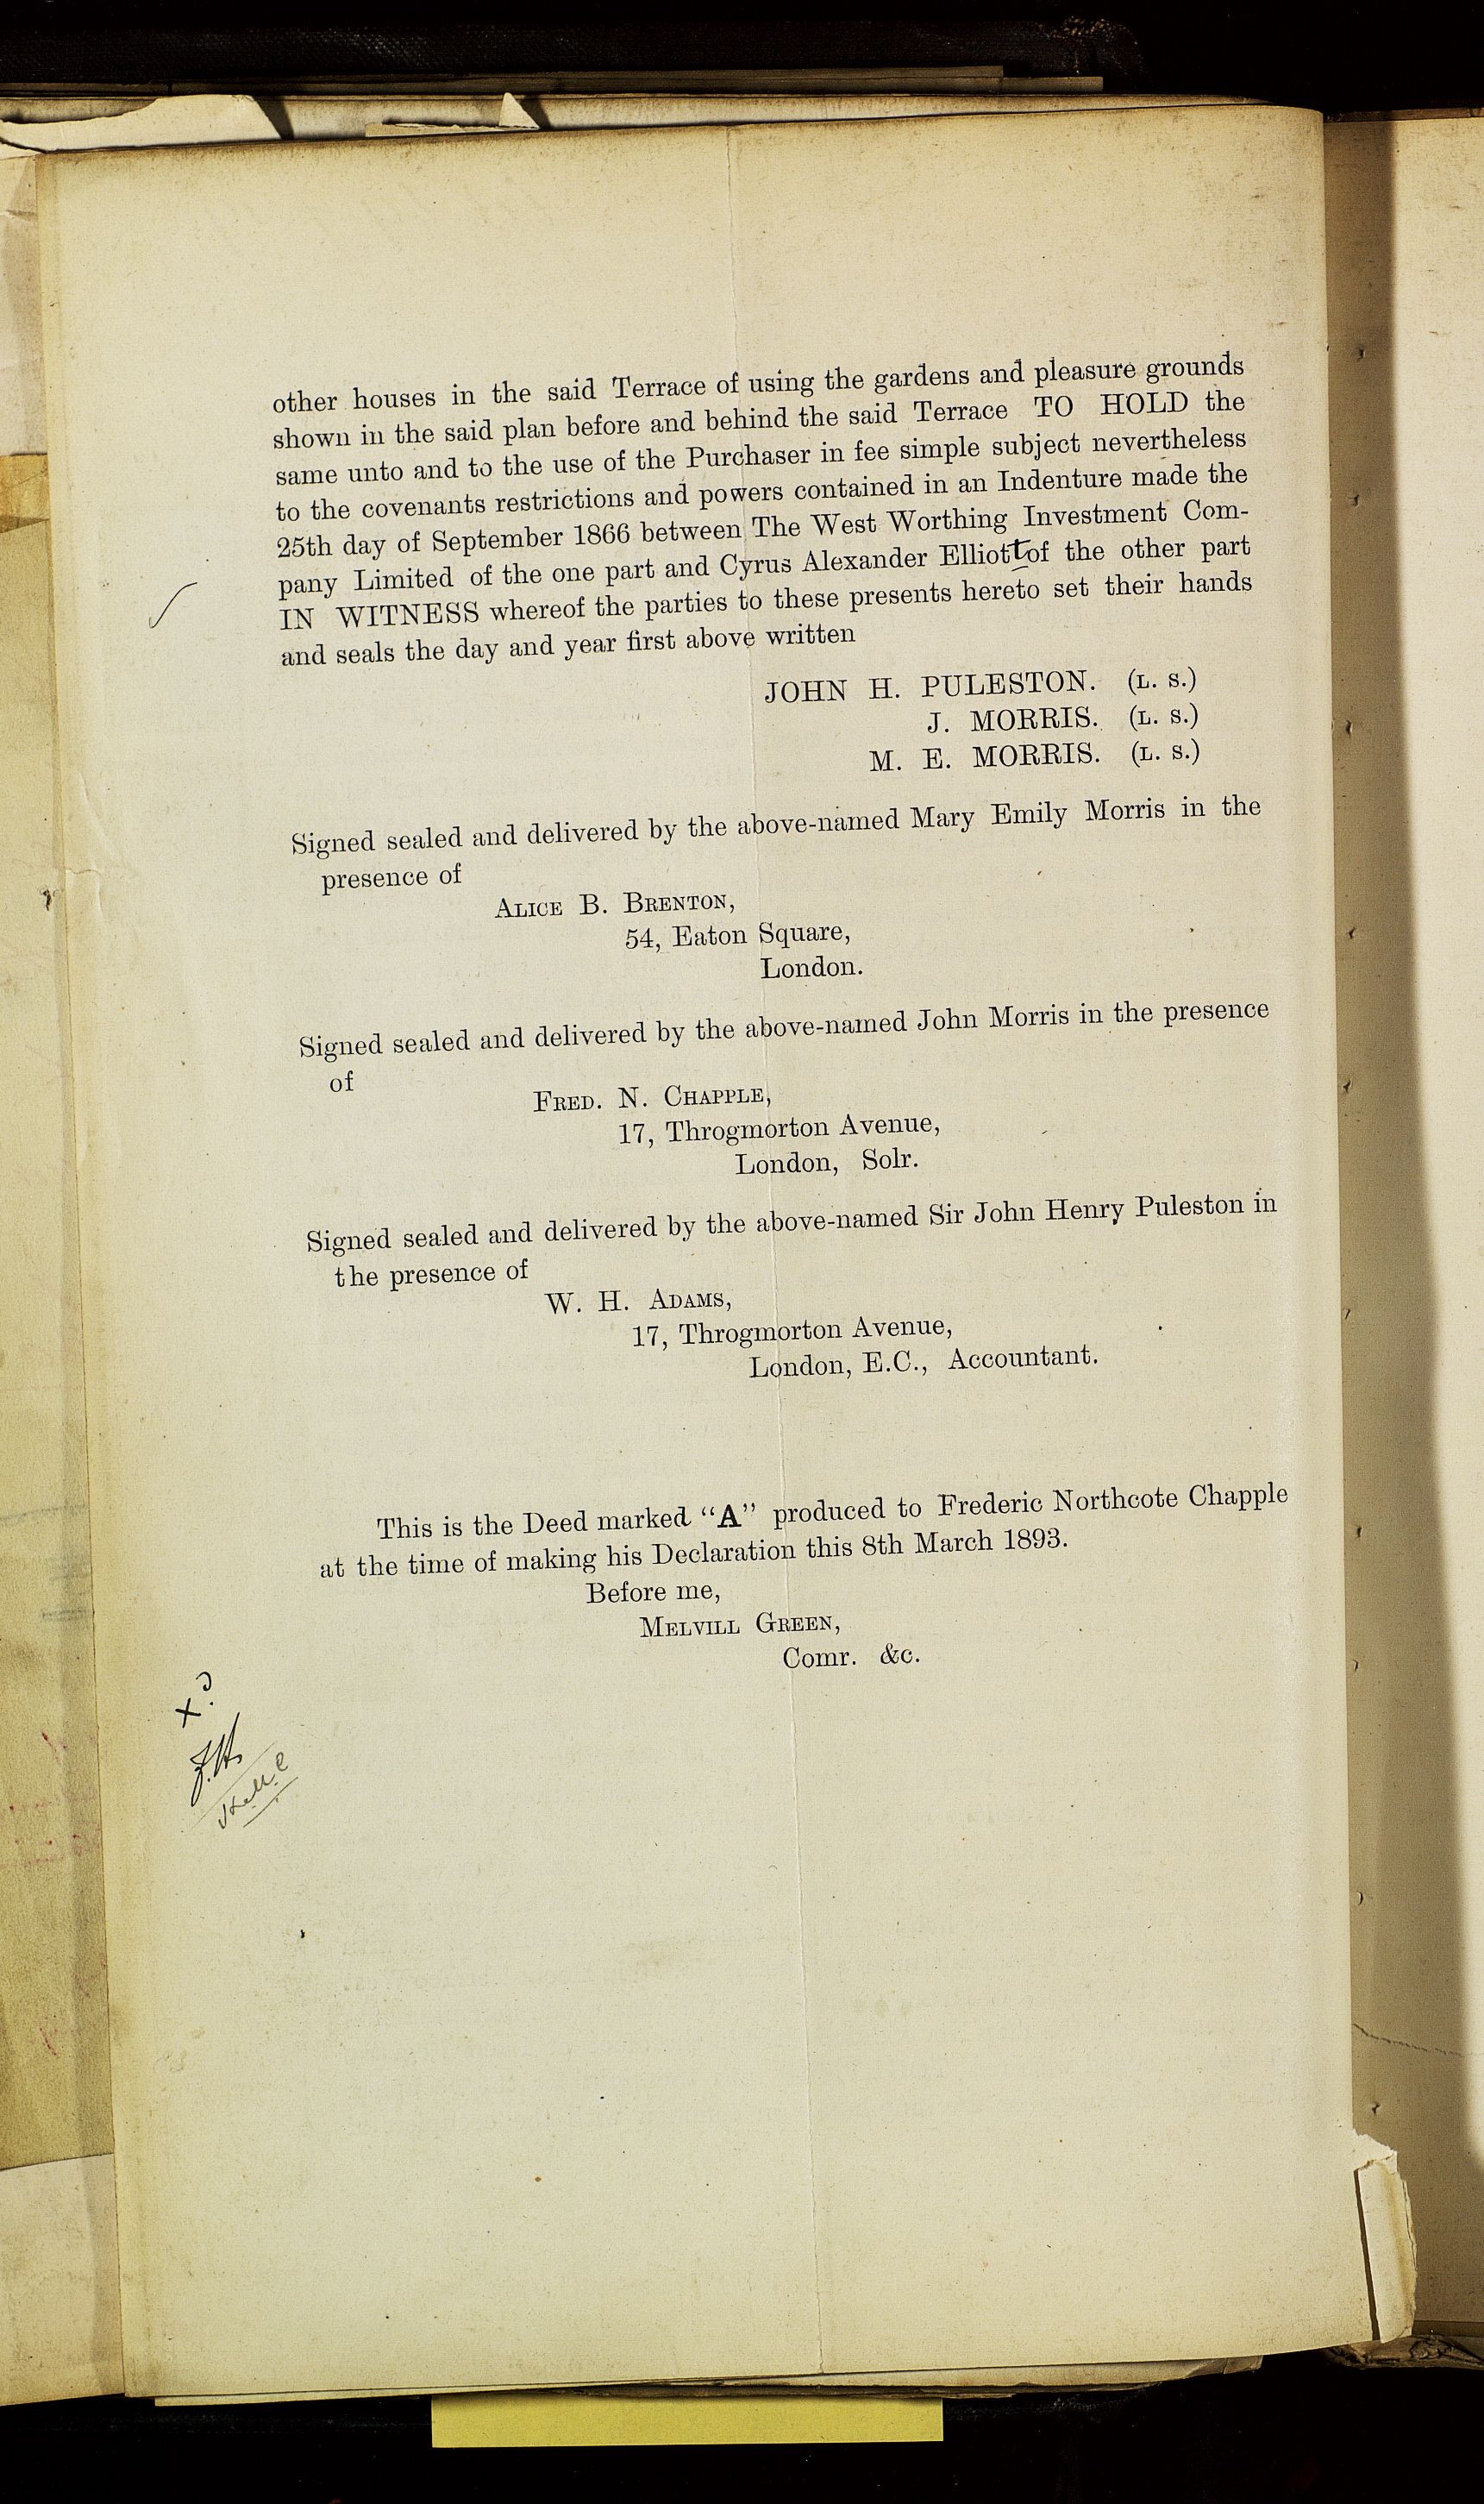 other houses in the said Terrace of using the gardens and pleasure grounds
shown in the said plan before and behind the said Terrace TO HOLD the
same unto and to the use of the Purchaser in fee simple subject nevertheless
to the covenants restrictions and powers contained in an Indenture made the
25th day of September 1866 between The West Worthing Investment Com-
pany Limited of the one part and Cyrus Alexander Elliott of the other part
IN WITNESS whereof the parties to these presents hereto set their hands
and seals the day and year first above written
JOHN H. PULESTON. (L. S.)
J. MORRIS. (L. S.)
M. E. MORRIS. (L. S.)
Signed sealed and delivered by the above-named Mary Emily Morris in the
presence of
ALICE B. BRENTON,
54, Eaton Square,
London.
Signed sealed and delivered by the above-named John Morris in the presence
of
FRED. N. CHAPPLE,
17, Throgmorton Avenue,
London, Solr.
Signed sealed and delivered by the above-named Sir John Henry Puleston in
the presence of
W. H. ADAMS,
17, Throgmorton Avenue,
London, E.C., Accountant.
This is the Deed marked “A” produced to Frederic Northcote Chapple
at the time of making his Declaration this 8th March 1893.
Before me,
MELVILL GREEN,
Comr. &c.